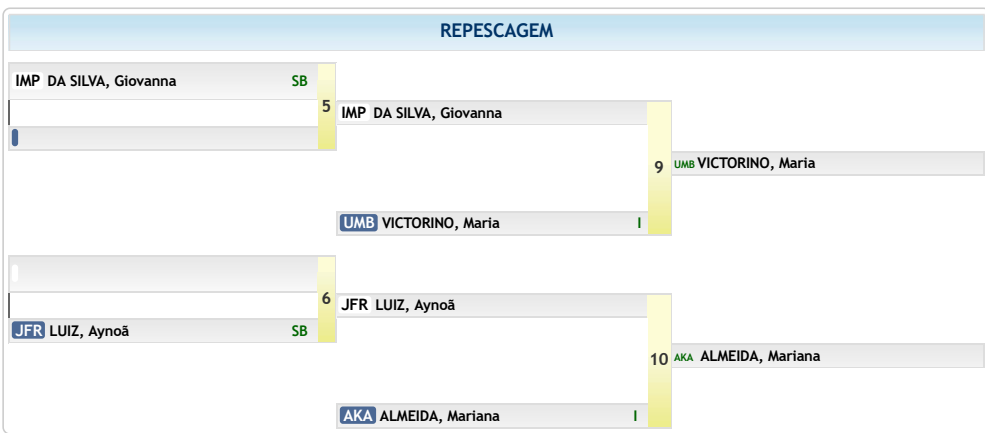 REPESCAGEM
IMP DA SILVA, Giovanna SB
5
IMP DA SILVA, Giovanna
9
UMB VICTORINO, Maria
UMB VICTORINO, Maria I
6
JFR LUIZ, Aynoã
JFR LUIZ, Aynoã SB
10
AKA ALMEIDA, Mariana
AKA ALMEIDA, Mariana I